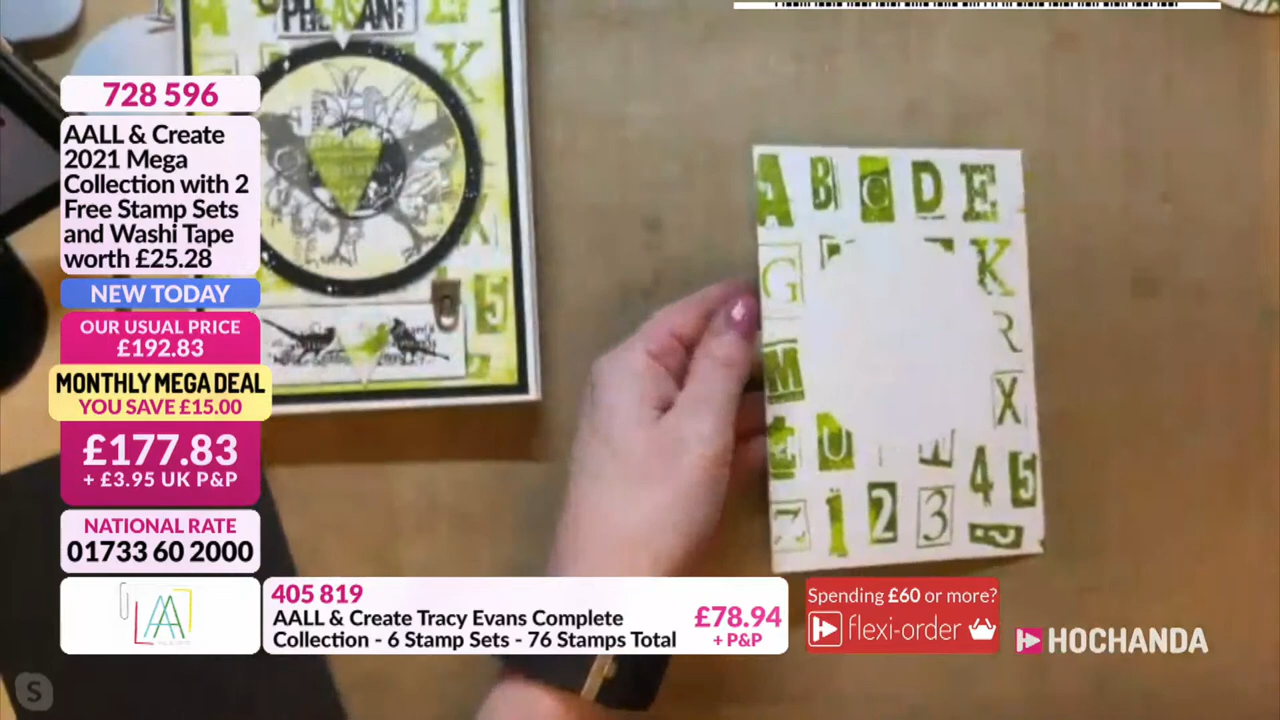 728 596
AALL & Create
2021 Mega
Collection with 2
Free Stamp Sets
and Washi Tape
worth £25.28
NEW TODAY
OUR USUAL PRICE
£192.83
MONTHLY MEGA DEAL
YOU SAVE £15.00
£177.83
+ £3.95 UK P&P
NATIONAL RATE
01733 60 2000
AA
405 819
AALL & Create Tracy Evans Complete
Collection - 6 Stamp Sets - 76 Stamps Total
£78.94
+ P&P
Spending £60 or more?
flexi-order
HOCHANDA
S
K
X
5
A B C D E
G
K
R
M
X
U
4 5
Z 1 2 3 ?